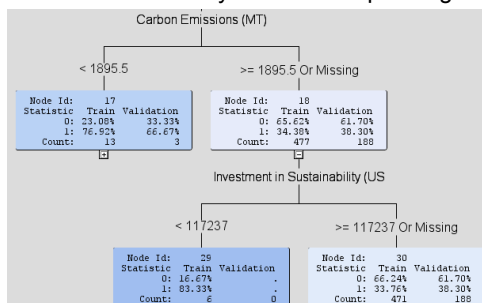 Carbon Emissions (MT)
< 1895.5
>= 1895.5 Or Missing
Node Id: 17
Statistic Train Validation
0: 23.08% 33.33%
1: 76.92% 66.67%
Count: 13 3
Node Id: 18
Statistic Train Validation
0: 65.62% 61.70%
1: 34.38% 38.30%
Count: 477 188
Investment in Sustainability (US
< 117237
>= 117237 Or Missing
Node Id: 29
Statistic Train Validation
0: 16.67% .
1: 83.33% .
Count: 6 0
Node Id: 30
Statistic Train Validation
0: 66.24% 61.70%
1: 33.76% 38.30%
Count: 471 188